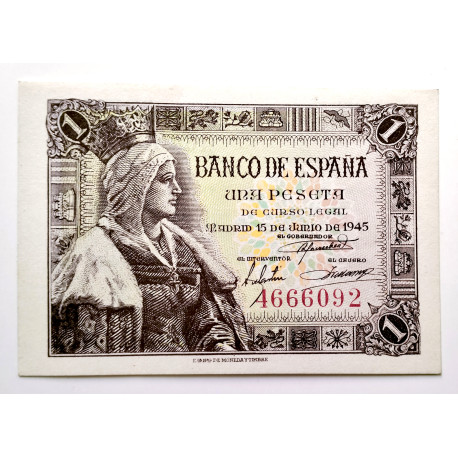 1
1
BANCO DE ESPAÑA
UNA PESETA
DE CURSO LEGAL
MADRID 15 DE JUNIO DE 1945
EL GOBERNADOR
EL INTERVENTOR EL CAJERO
4666092
1